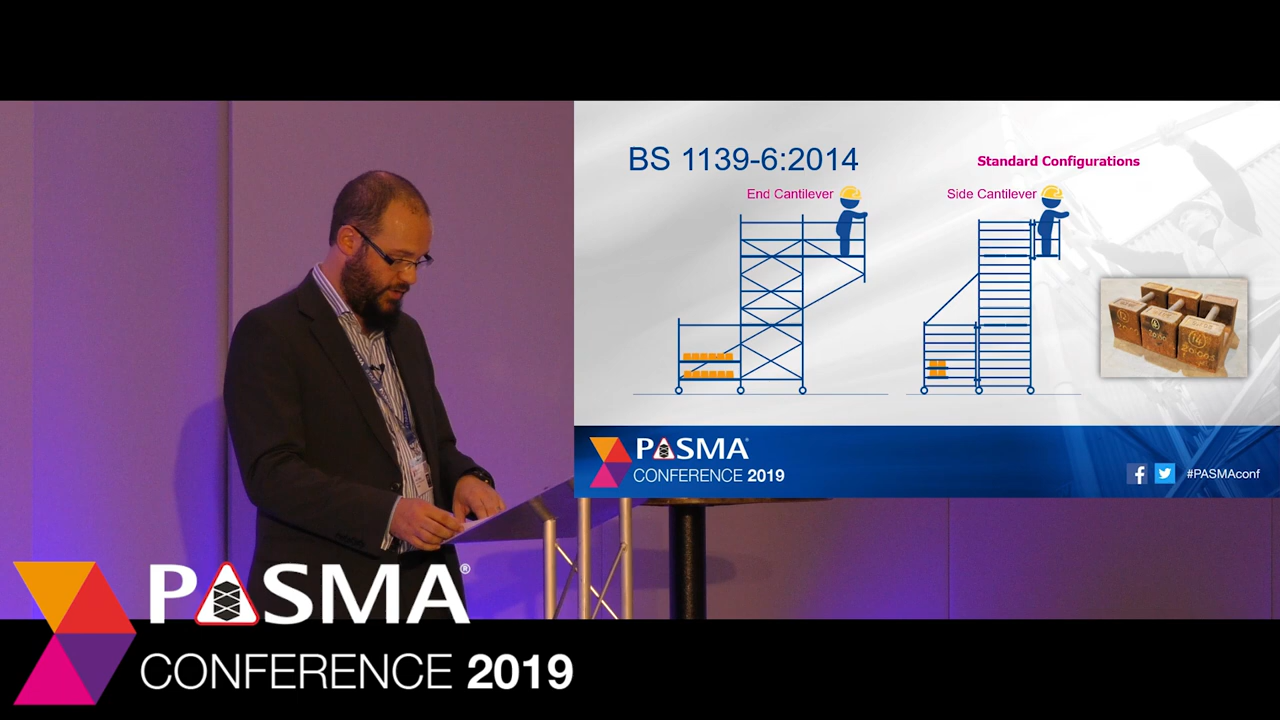 BS 1139-6:2014
Standard Configurations
End Cantilever
Side Cantilever
PASMA®
CONFERENCE 2019
#PASMAconf
PASMA®
CONFERENCE 2019